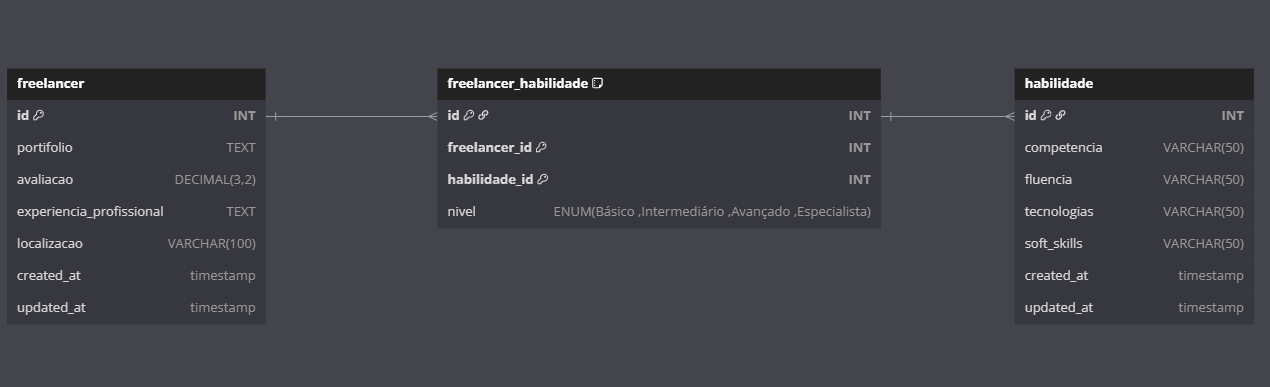 freelancer
id INT
portifolio TEXT
avaliacao DECIMAL(3,2)
experiencia_profissional TEXT
localizacao VARCHAR(100)
created_at timestamp
updated_at timestamp
freelancer_habilidade
id INT
freelancer_id INT
habilidade_id INT
nivel ENUM(Básico ,Intermediário ,Avançado ,Especialista)
habilidade
id INT
competencia VARCHAR(50)
fluencia VARCHAR(50)
tecnologias VARCHAR(50)
soft_skills VARCHAR(50)
created_at timestamp
updated_at timestamp